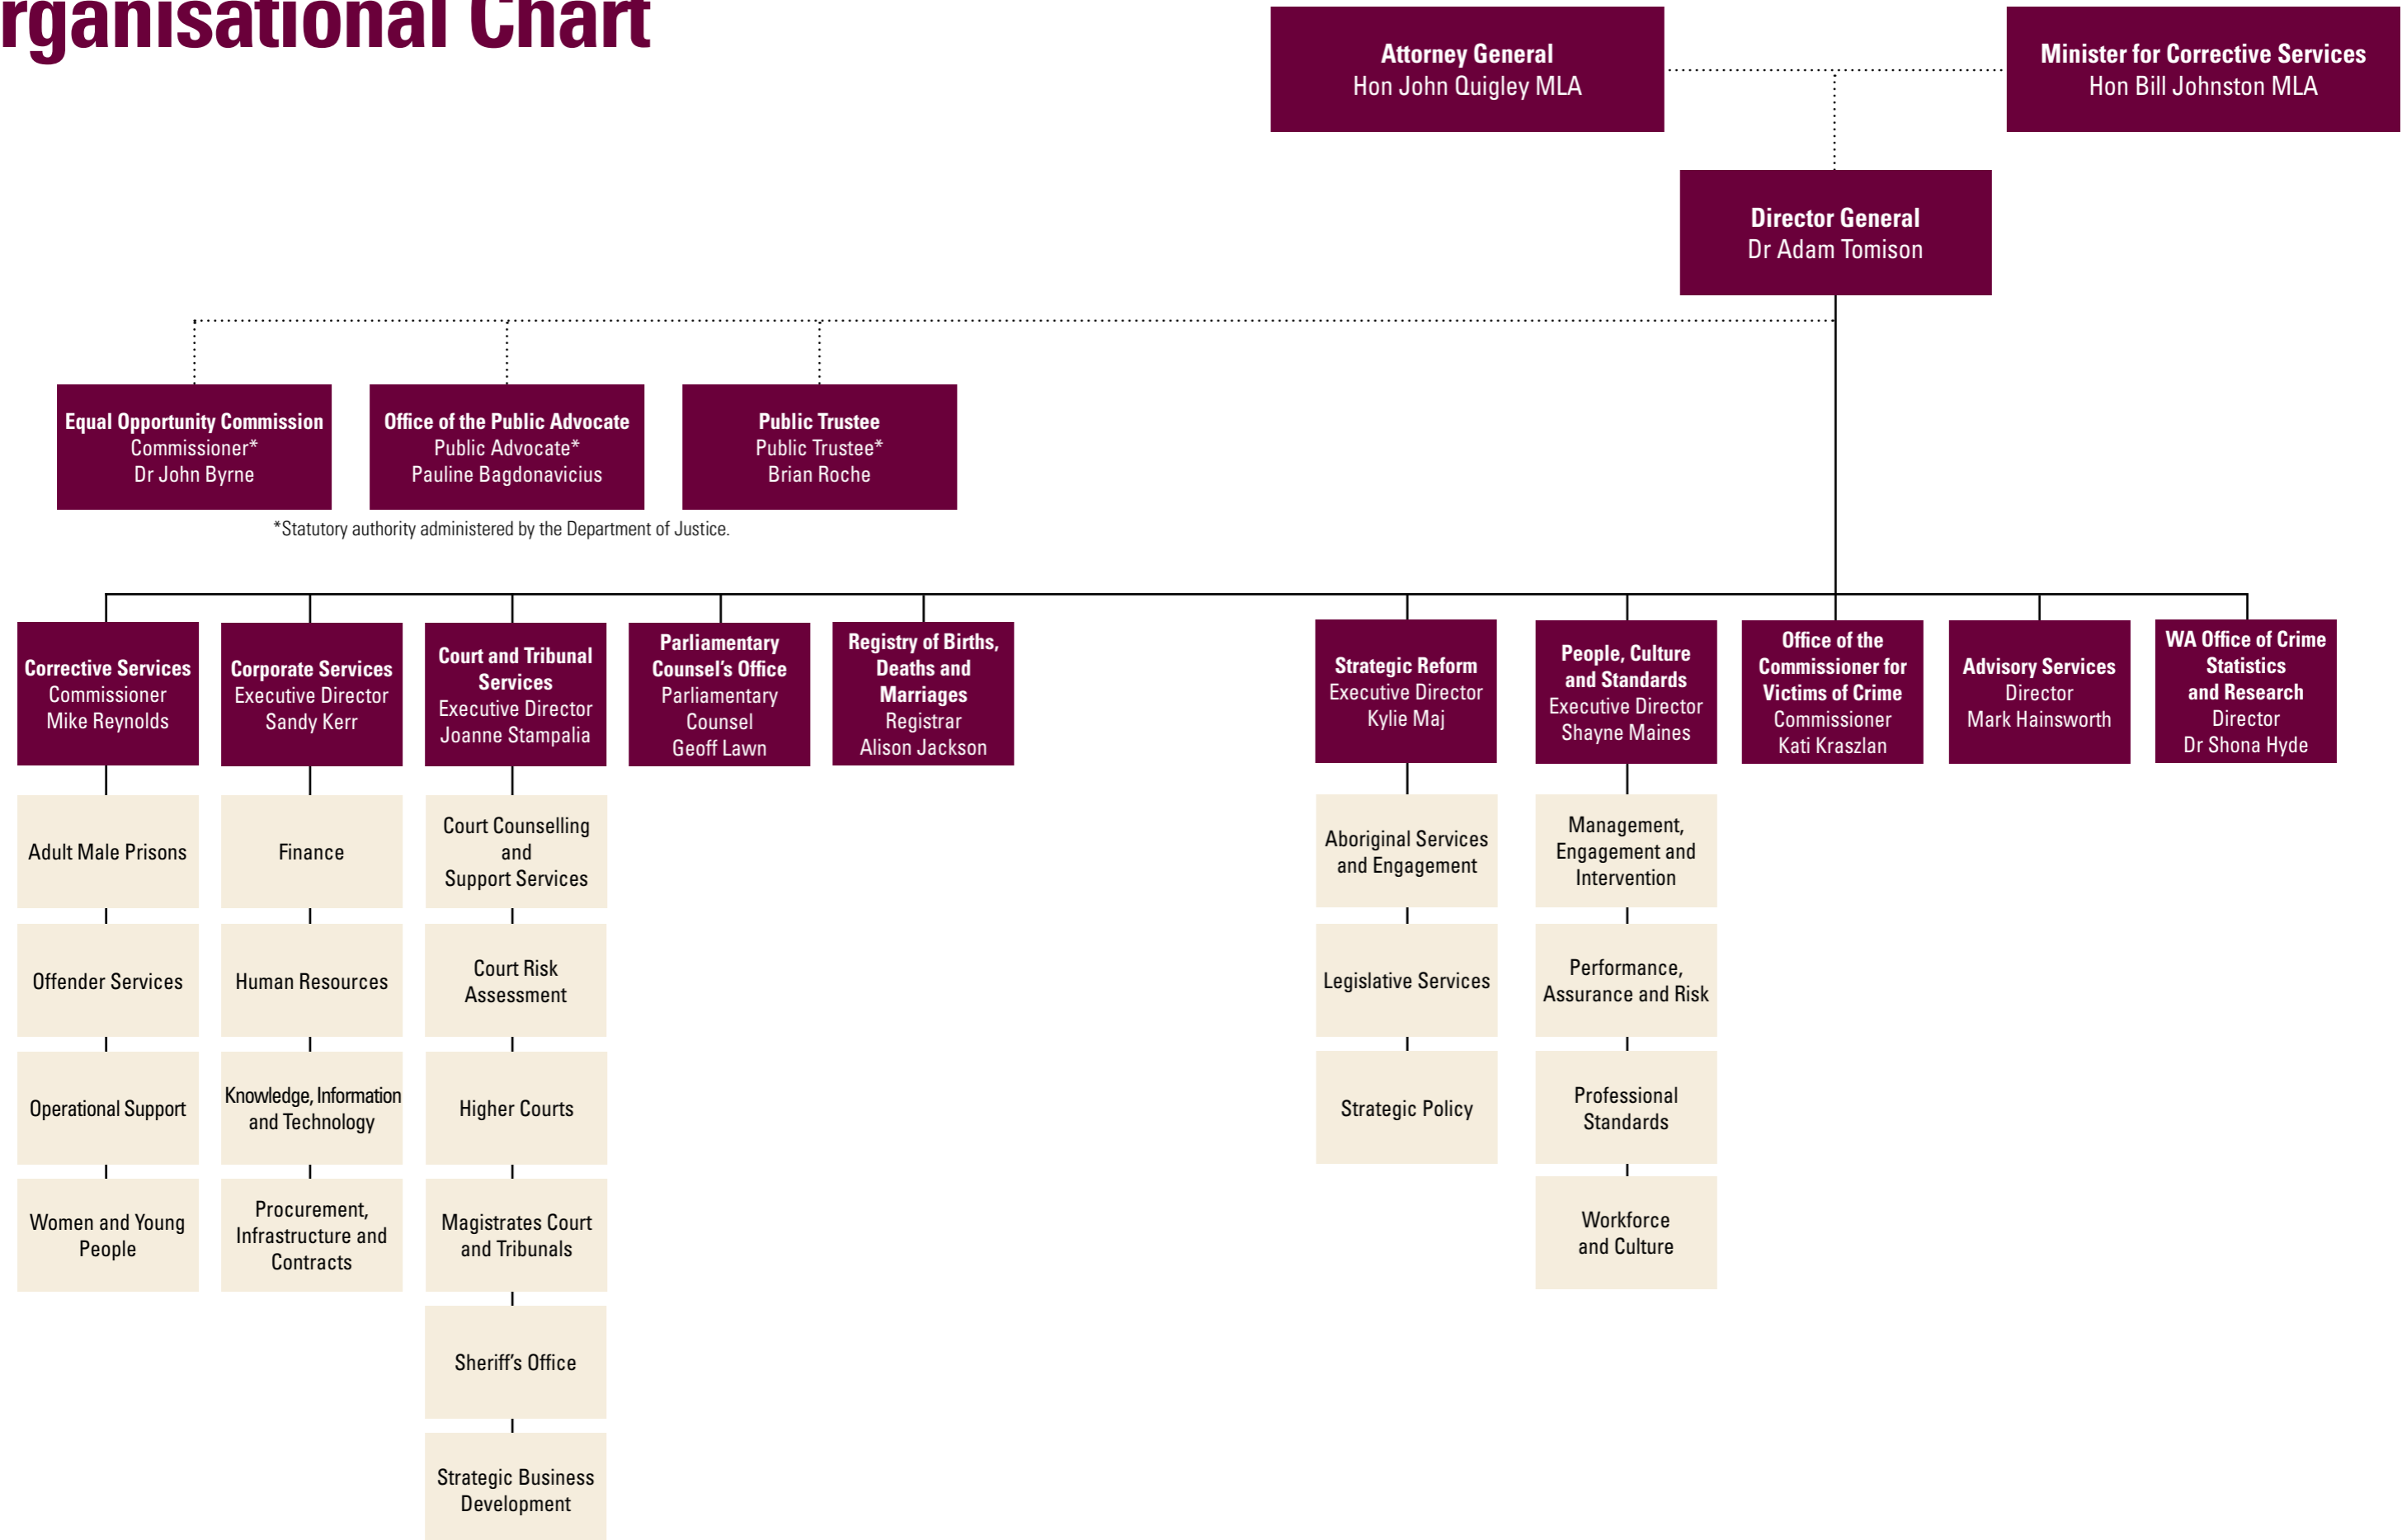 rganisational Chart
Attorney General
Hon John Quigley MLA
Minister for Corrective Services
Hon Bill Johnston MLA
Director General
Dr Adam Tomison
Equal Opportunity Commission
Commissioner*
Dr John Byrne
Office of the Public Advocate
Public Advocate*
Pauline Bagdonavicius
Public Trustee
Public Trustee*
Brian Roche
*Statutory authority administered by the Department of Justice.
Corrective Services
Commissioner
Mike Reynolds
Corporate Services
Executive Director
Sandy Kerr
Court and Tribunal
Services
Executive Director
Joanne Stampalia
Parliamentary
Counsel’s Office
Parliamentary
Counsel
Geoff Lawn
Registry of Births,
Deaths and
Marriages
Registrar
Alison Jackson
Strategic Reform
Executive Director
Kylie Maj
People, Culture
and Standards
Executive Director
Shayne Maines
Office of the
Commissioner for
Victims of Crime
Commissioner
Kati Kraszlan
Advisory Services
Director
Mark Hainsworth
WA Office of Crime
Statistics
and Research
Director
Dr Shona Hyde
Adult Male Prisons
Offender Services
Operational Support
Women and Young
People
Finance
Human Resources
Knowledge, Information
and Technology
Procurement,
Infrastructure and
Contracts
Court Counselling
and
Support Services
Court Risk
Assessment
Higher Courts
Magistrates Court
and Tribunals
Sheriff’s Office
Strategic Business
Development
Aboriginal Services
and Engagement
Legislative Services
Strategic Policy
Management,
Engagement and
Intervention
Performance,
Assurance and Risk
Professional
Standards
Workforce
and Culture